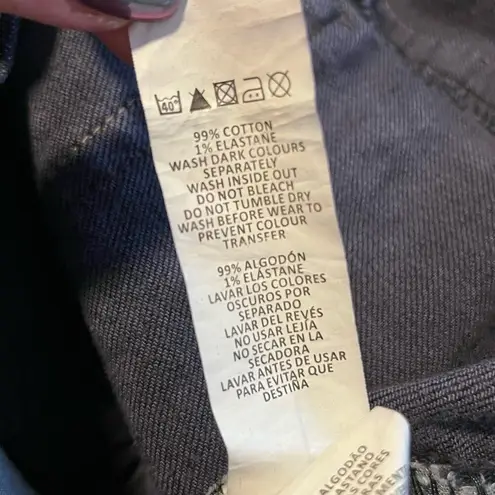 40°
99% COTTON
1% ELASTANE
WASH DARK COLOURS
SEPARATELY
WASH INSIDE OUT
DO NOT BLEACH
DO NOT TUMBLE DRY
WASH BEFORE WEAR TO
PREVENT COLOUR
TRANSFER
99% ALGODÓN
1% ELASTANE
LAVAR LOS COLORES
OSCUROS POR
SEPARADO
LAVAR DEL REVÉS
NO USAR LEJÍA
NO SECAR EN LA
SECADORA
LAVAR ANTES DE USAR
PARA EVITAR QUE
DESTIÑA
ALGODÃO